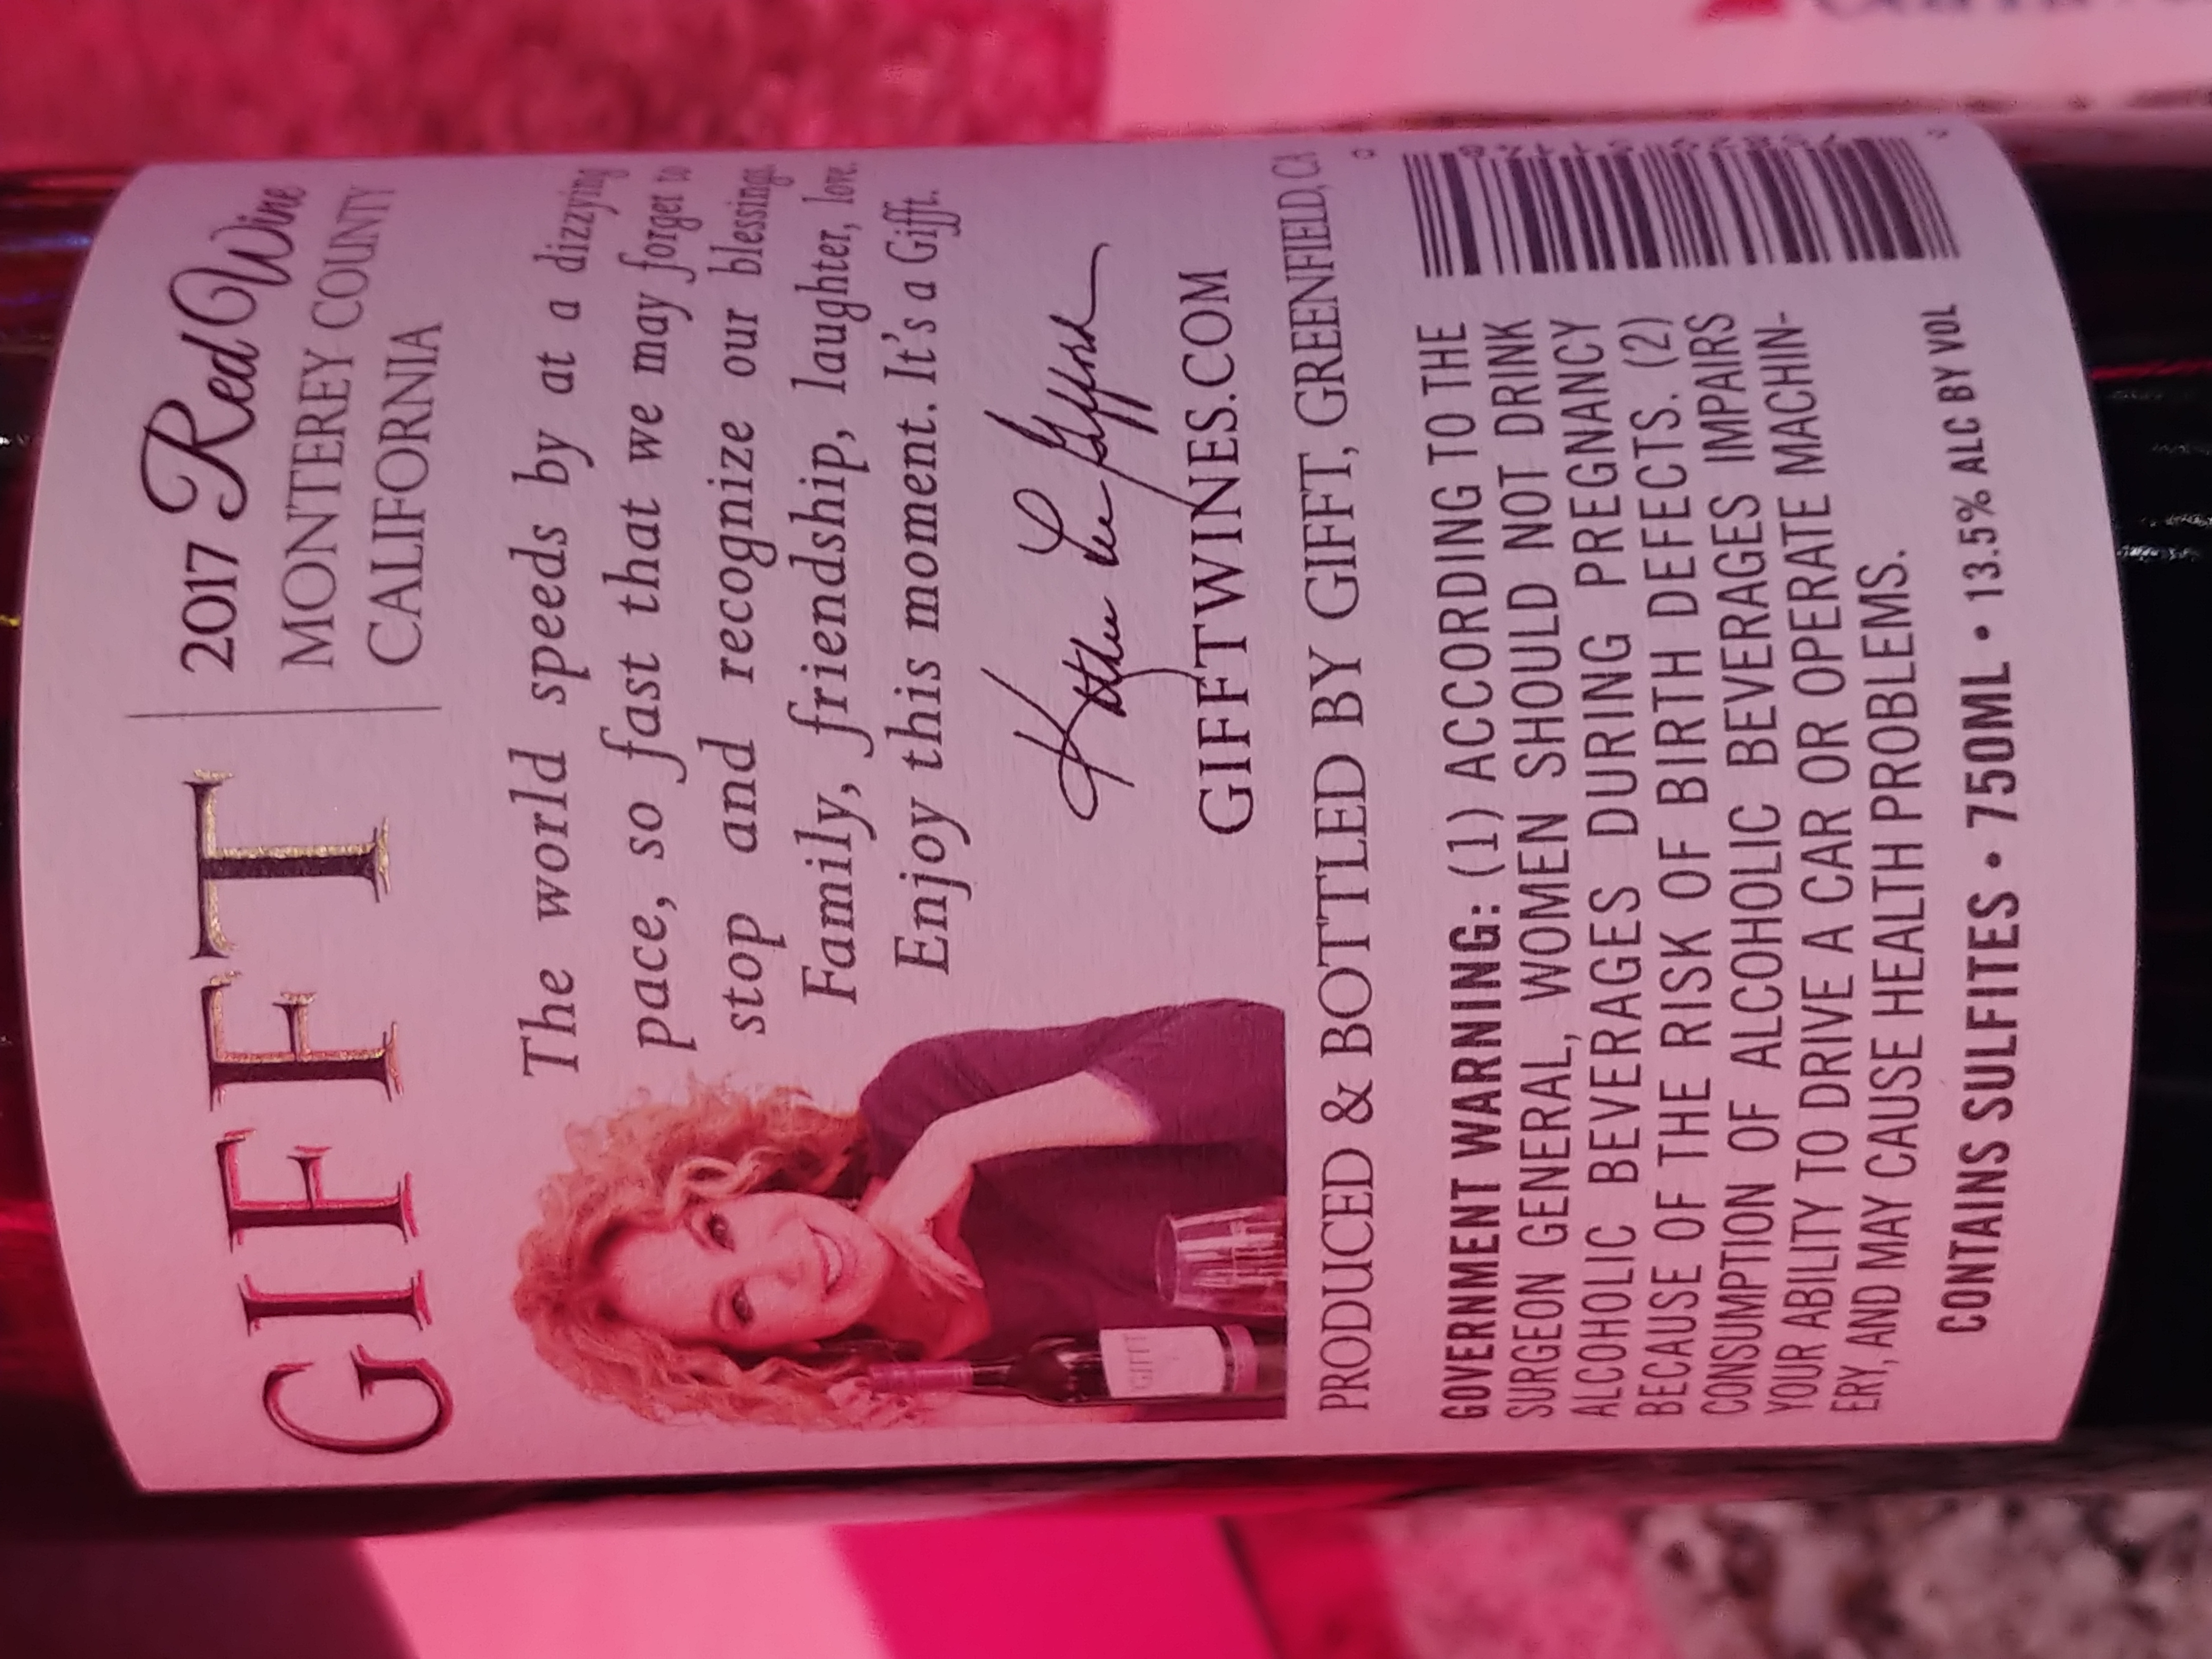 GIFFT
2017 Red Wine
MONTEREY COUNTY
CALIFORNIA
The world speeds by at a dizzying
pace, so fast that we may forget to
stop and recognize our blessings.
Family, friendship, laughter, love.
Enjoy this moment. It's a Gifft.
Kathie Lee Gifford
GIFFTWINES.COM
GIFFT
PRODUCED & BOTTLED BY GIFFT, GREENFIELD, CA
GOVERNMENT WARNING: (1) ACCORDING TO THE
SURGEON GENERAL, WOMEN SHOULD NOT DRINK
ALCOHOLIC BEVERAGES DURING PREGNANCY
BECAUSE OF THE RISK OF BIRTH DEFECTS. (2)
CONSUMPTION OF ALCOHOLIC BEVERAGES IMPAIRS
YOUR ABILITY TO DRIVE A CAR OR OPERATE MACHIN-
ERY, AND MAY CAUSE HEALTH PROBLEMS.
CONTAINS SULFITES • 750ML • 13.5% ALC BY VOL